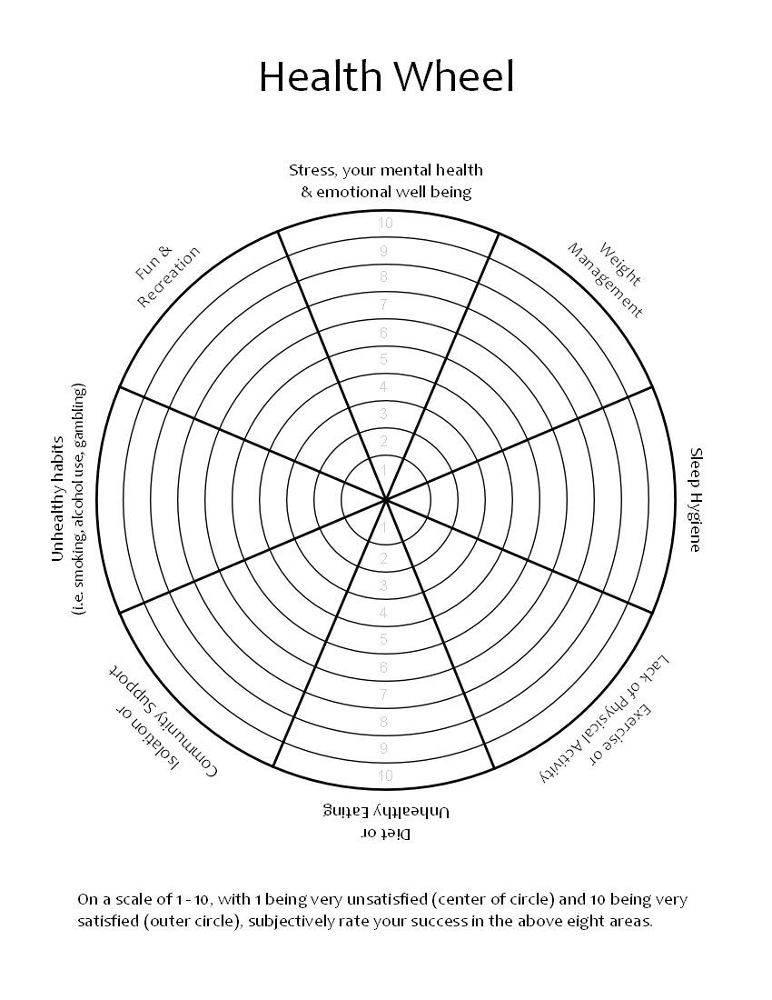 Health Wheel
Stress, your mental health
& emotional well being
Fun &
Recreation
Weight
Management
10
9
8
7
6
5
4
3
2
1
Unhealthy habits
(i.e. smoking, alcohol use, gambling)
Sleep Hygiene
1
2
3
4
5
6
7
8
9
10
Isolation or
Community Support
Exercise or
Lack of Physical Activity
Diet or
Unhealthy Eating
On a scale of 1 - 10, with 1 being very unsatisfied (center of circle) and 10 being very
satisfied (outer circle), subjectively rate your success in the above eight areas.